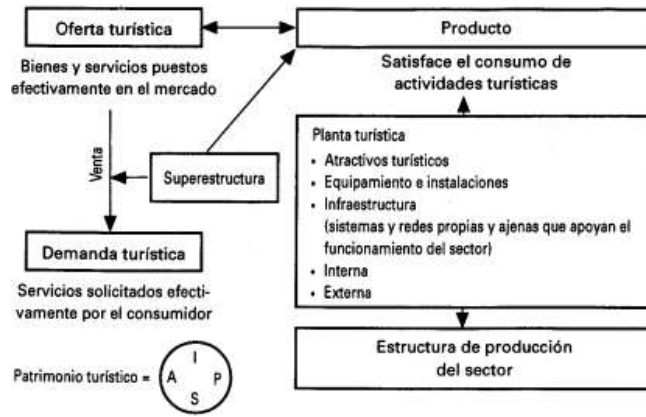 Oferta turística
Producto
Bienes y servicios puestos
efectivamente en el mercado
Satisface el consumo de
actividades turísticas
Venta
Superestructura
Planta turística
• Atractivos turísticos
• Equipamiento e instalaciones
• Infraestructura
(sistemas y redes propias y ajenas que apoyan el
funcionamiento del sector)
• Interna
• Externa
Demanda turística
Servicios solicitados efecti-
vamente por el consumidor
Estructura de producción
del sector
Patrimonio turístico =
I
A P
S